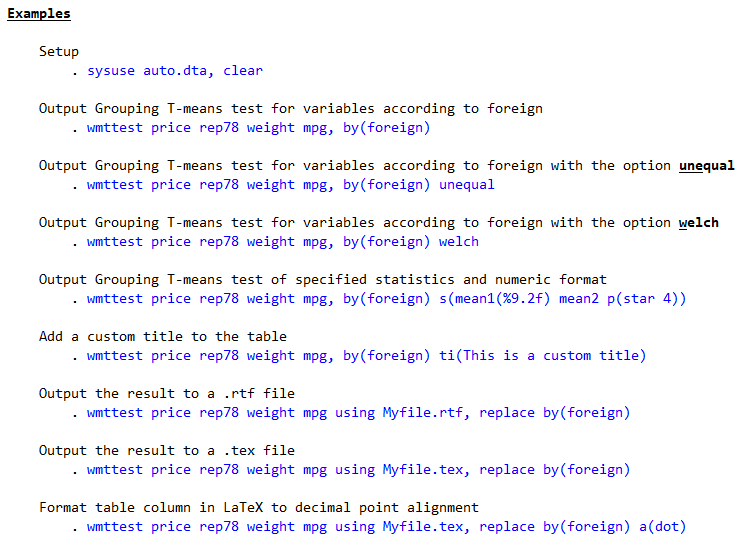 Examples
Setup
. sysuse auto.dta, clear
Output Grouping T-means test for variables according to foreign
. wmttest price rep78 weight mpg, by(foreign)
Output Grouping T-means test for variables according to foreign with the option unequal
. wmttest price rep78 weight mpg, by(foreign) unequal
Output Grouping T-means test for variables according to foreign with the option welch
. wmttest price rep78 weight mpg, by(foreign) welch
Output Grouping T-means test of specified statistics and numeric format
. wmttest price rep78 weight mpg, by(foreign) s(mean1(%9.2f) mean2 p(star 4))
Add a custom title to the table
. wmttest price rep78 weight mpg, by(foreign) ti(This is a custom title)
Output the result to a .rtf file
. wmttest price rep78 weight mpg using Myfile.rtf, replace by(foreign)
Output the result to a .tex file
. wmttest price rep78 weight mpg using Myfile.tex, replace by(foreign)
Format table column in LaTeX to decimal point alignment
. wmttest price rep78 weight mpg using Myfile.tex, replace by(foreign) a(dot)